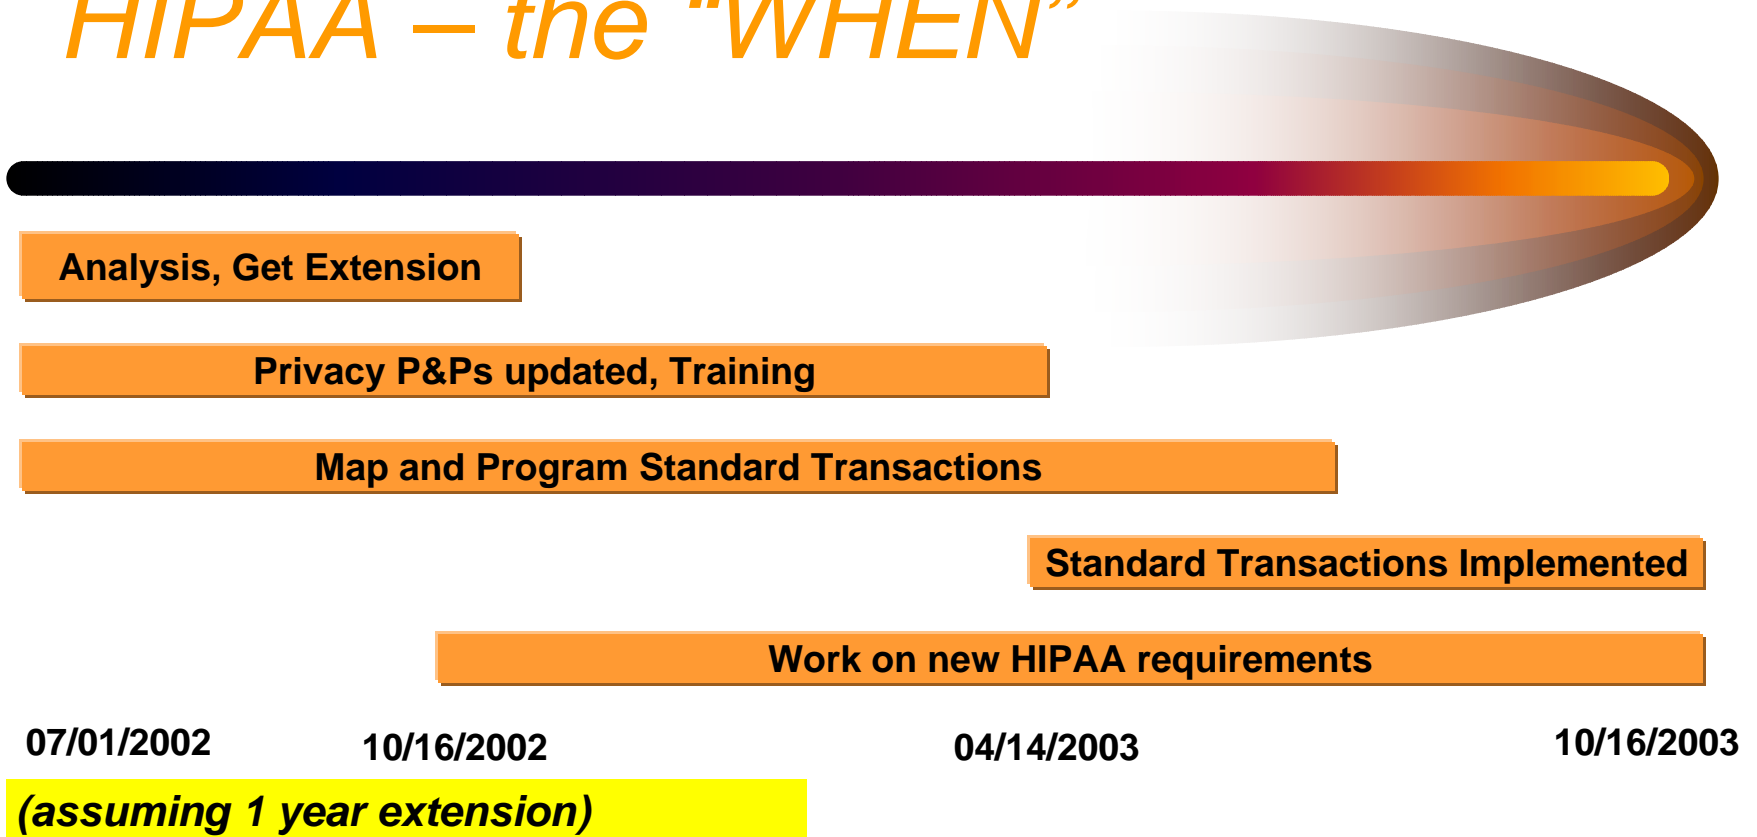 HIPAA – the “WHEN”
Analysis, Get Extension
Privacy P&Ps updated, Training
Map and Program Standard Transactions
Standard Transactions Implemented
Work on new HIPAA requirements
07/01/2002 10/16/2002 04/14/2003 10/16/2003
(assuming 1 year extension)